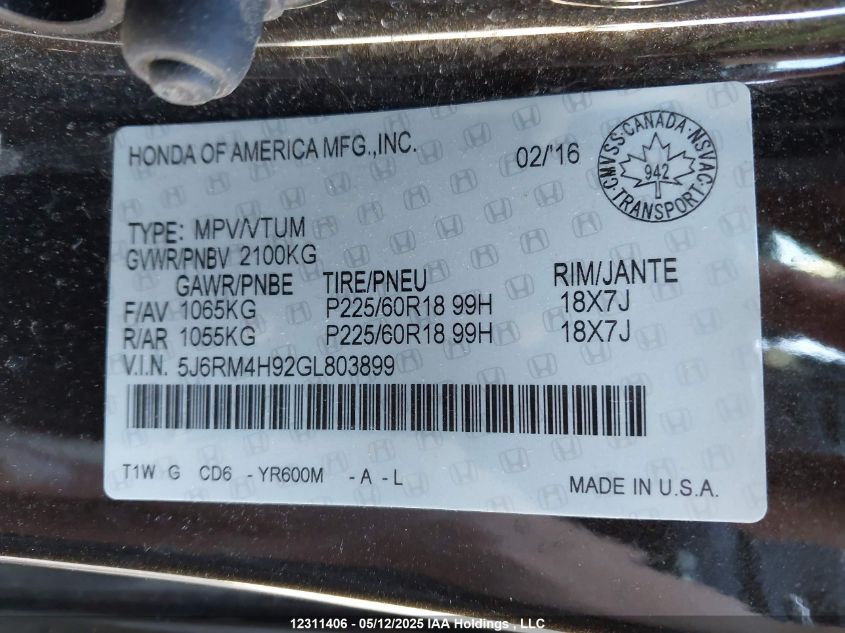 HONDA OF AMERICA MFG.,INC.
02/'16
CMVSS·CANADA·NSVAC·TRANSPORT·
942
TYPE: MPV/VTUM
GVWR/PNBV 2100KG
GAWR/PNBE TIRE/PNEU RIM/JANTE
F/AV 1065KG P225/60R18 99H 18X7J
R/AR 1055KG P225/60R18 99H 18X7J
V.I.N. 5J6RM4H92GL803899
T1W G CD6 -YR600M -A -L
MADE IN U.S.A.
12311406 - 05/12/2025 IAA Holdings , LLC